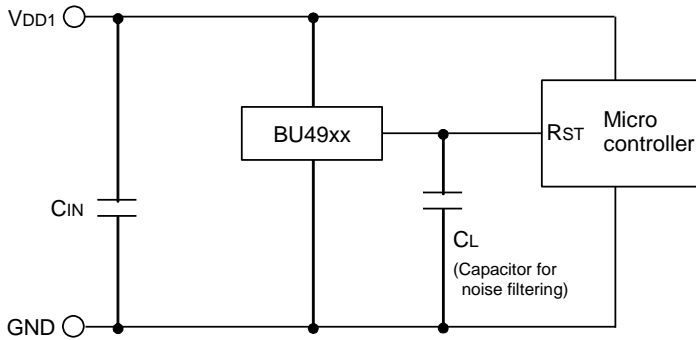 VDD1
BU49xx
RST
Micro
controller
CIN
CL
(Capacitor for
noise filtering)
GND